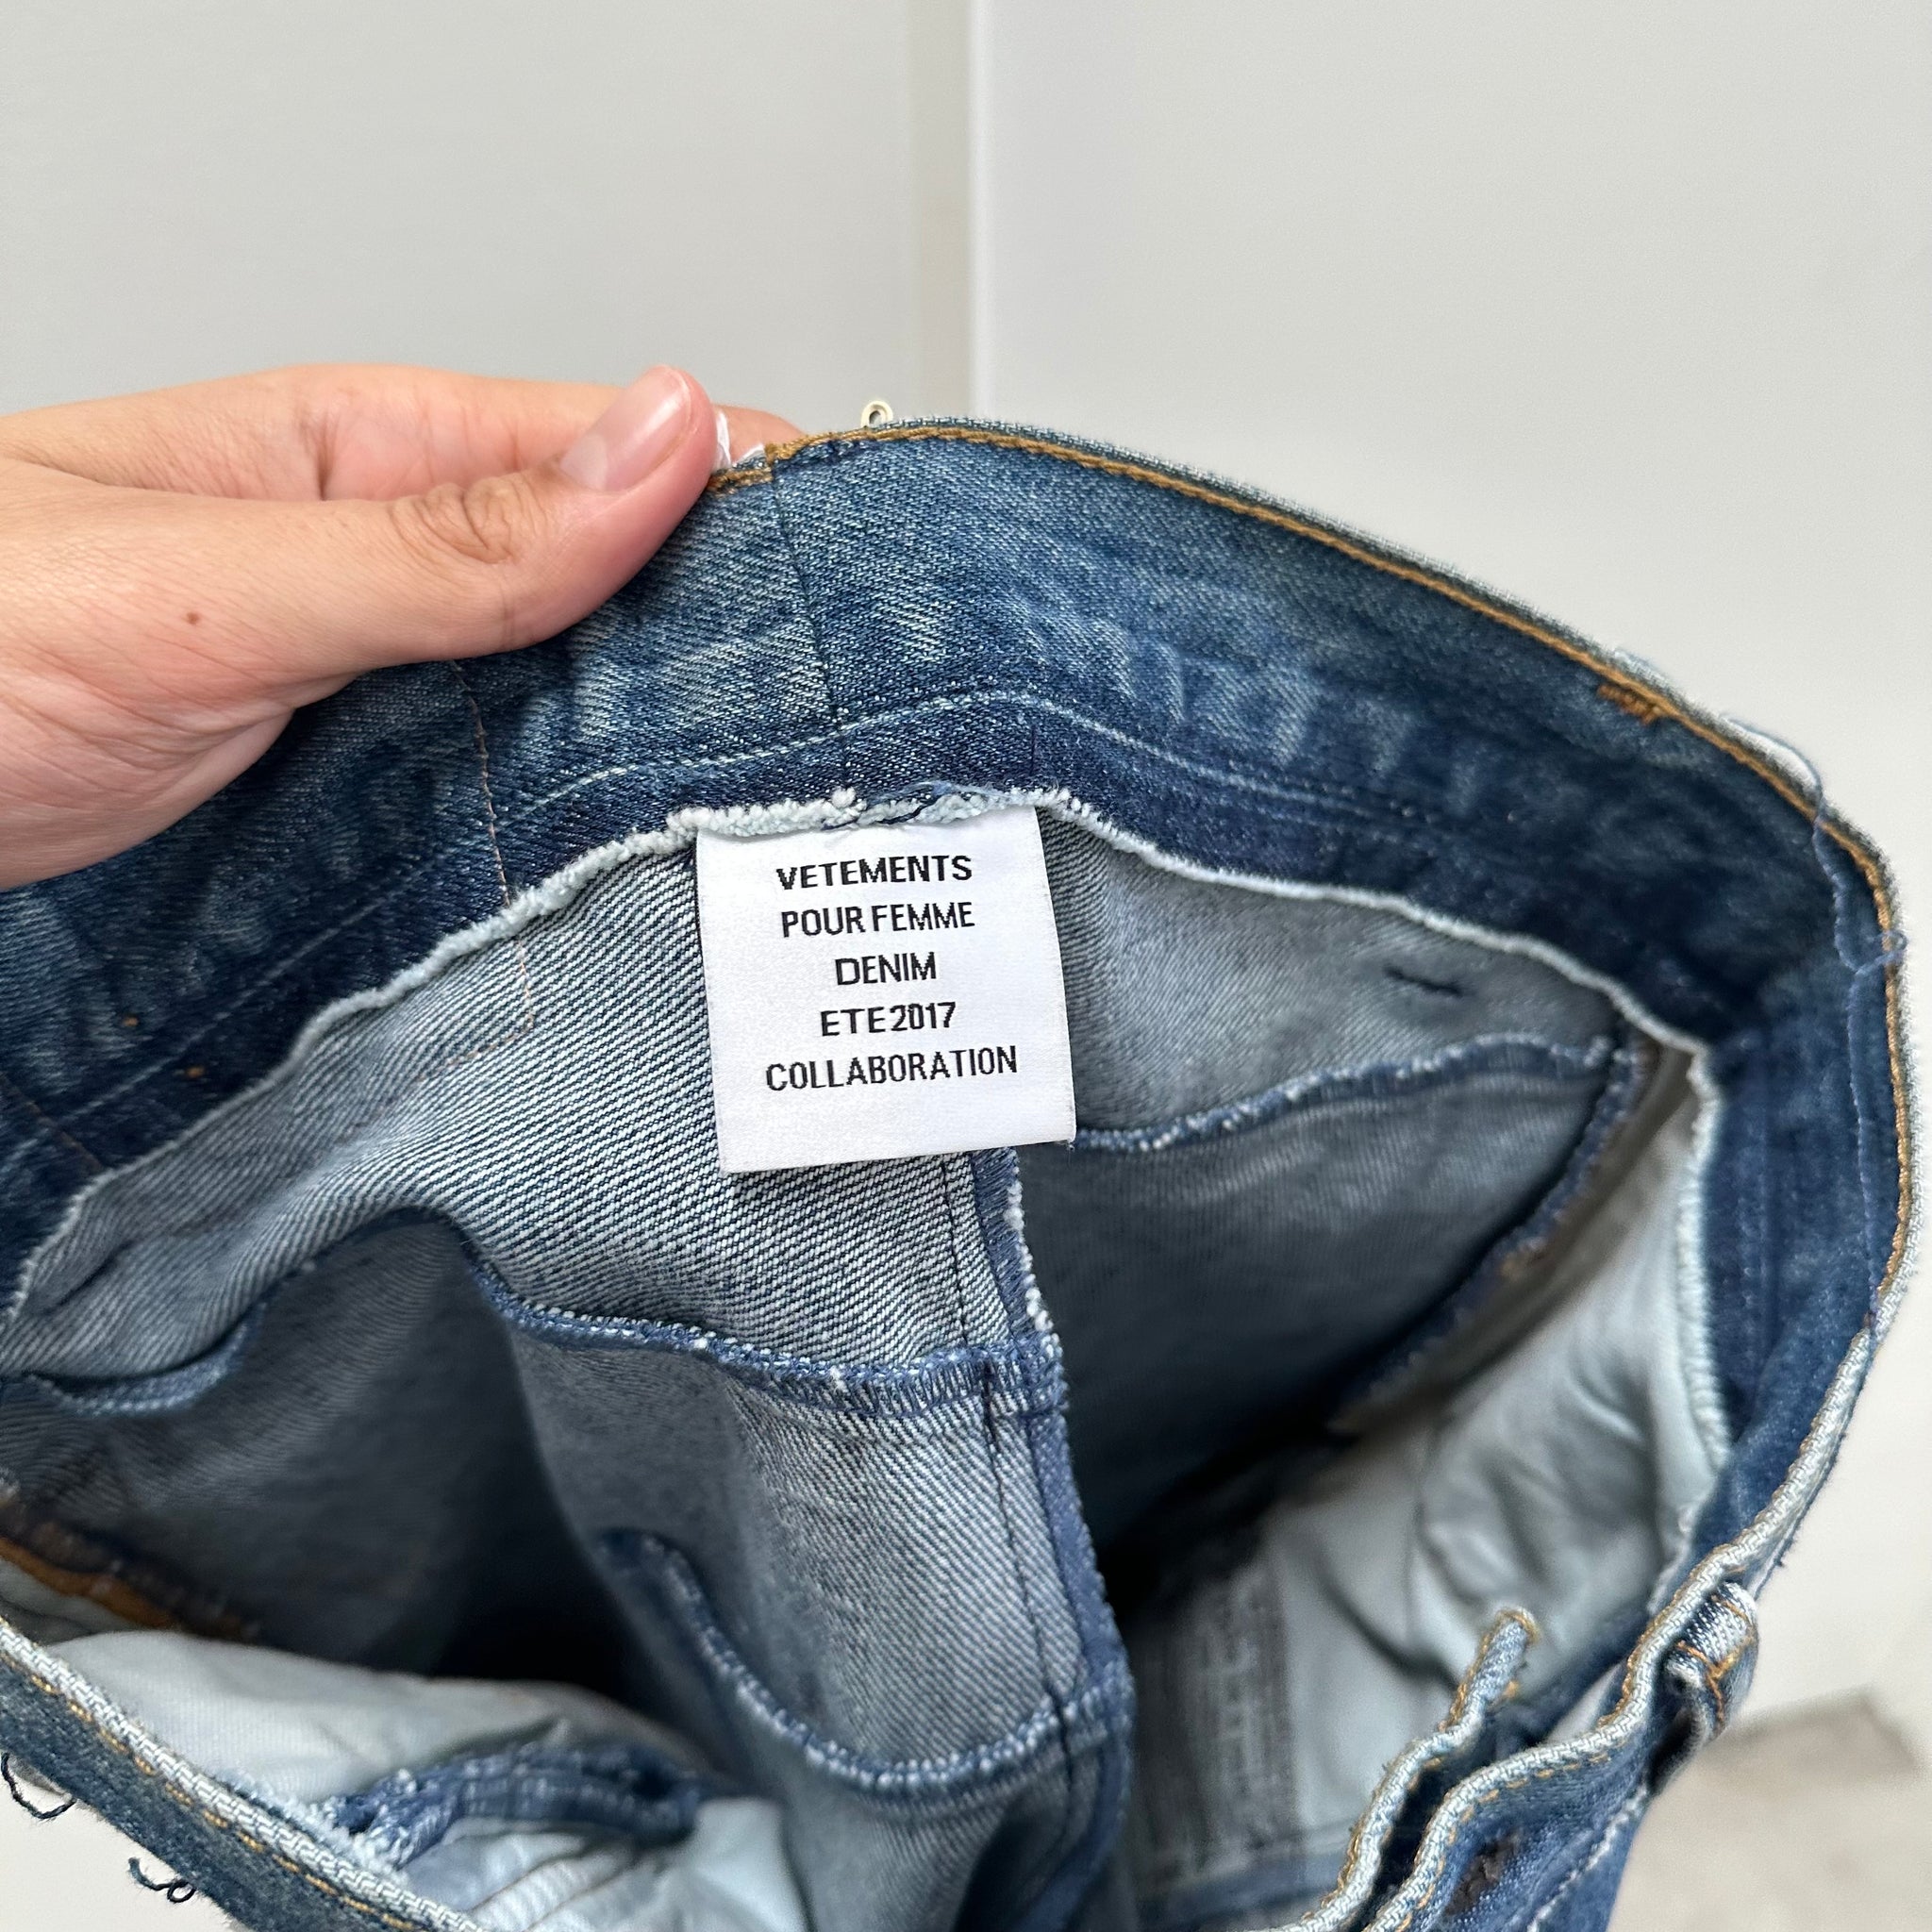 VETEMENTS
POUR FEMME
DENIM
ETE 2017
COLLABORATION